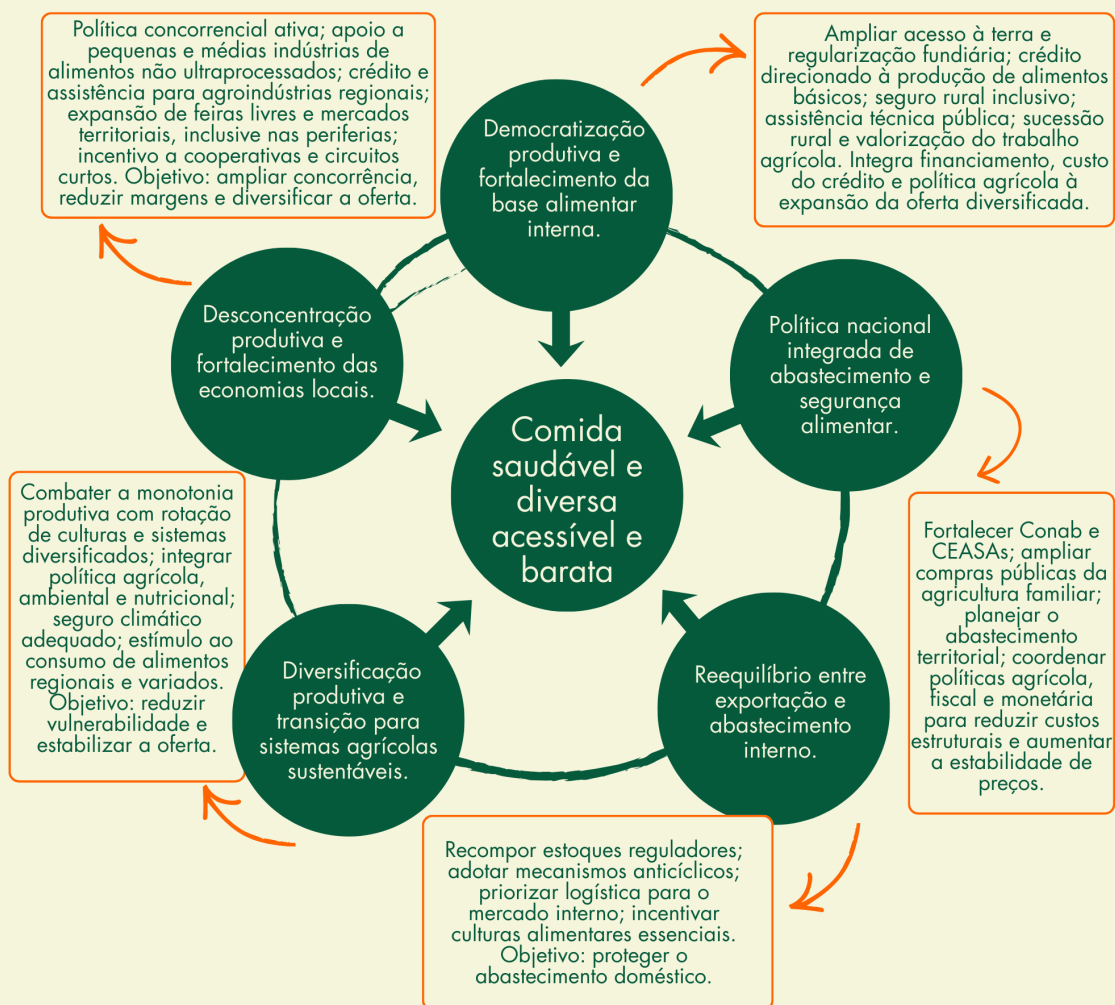 Política concorrencial ativa; apoio a
pequenas e médias indústrias de
alimentos não ultraprocessados; crédito e
assistência para agroindústrias regionais;
expansão de feiras livres e mercados
territoriais, inclusive nas periferias;
incentivo a cooperativas e circuitos
curtos. Objetivo: ampliar concorrência,
reduzir margens e diversificar a oferta.
Ampliar acesso à terra e
regularização fundiária; crédito
direcionado à produção de alimentos
básicos; seguro rural inclusivo;
assistência técnica pública; sucessão
rural e valorização do trabalho
agrícola. Integra financiamento, custo
do crédito e política agrícola à
expansão da oferta diversificada.
Democratização
produtiva e
fortalecimento da
base alimentar
interna.
Desconcentração
produtiva e
fortalecimento das
economias locais.
Política nacional
integrada de
abastecimento e
segurança
alimentar.
Comida
saudável e
diversa
acessível e
barata
Combater a monotonia
produtiva com rotação
de culturas e sistemas
diversificados; integrar
política agrícola,
ambiental e nutricional;
seguro climático
adequado; estímulo ao
consumo de alimentos
regionais e variados.
Objetivo: reduzir
vulnerabilidade e
estabilizar a oferta.
Fortalecer Conab e
CEASAs; ampliar
compras públicas da
agricultura familiar;
planejar o
abastecimento
territorial; coordenar
políticas agrícola,
fiscal e monetária
para reduzir custos
estruturais e aumentar
a estabilidade de
preços.
Diversificação
produtiva e
transição para
sistemas agrícolas
sustentáveis.
Reequilíbrio entre
exportação e
abastecimento
interno.
Recompor estoques reguladores;
adotar mecanismos anticíclicos;
priorizar logística para o
mercado interno; incentivar
culturas alimentares essenciais.
Objetivo: proteger o
abastecimento doméstico.